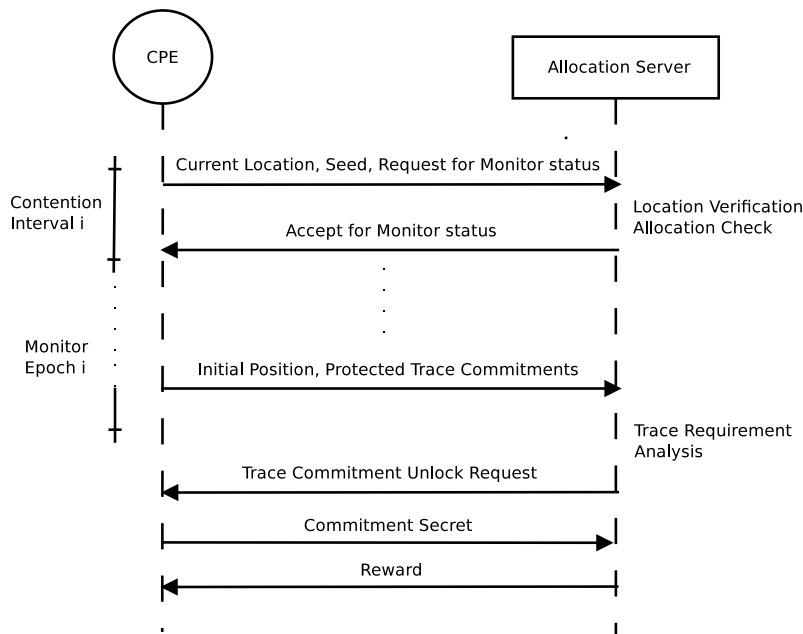 CPE
Allocation Server
Current Location, Seed, Request for Monitor status
Contention
Interval i
Location Verification
Allocation Check
Accept for Monitor status
Monitor
Epoch i
Initial Position, Protected Trace Commitments
Trace Requirement
Analysis
Trace Commitment Unlock Request
Commitment Secret
Reward